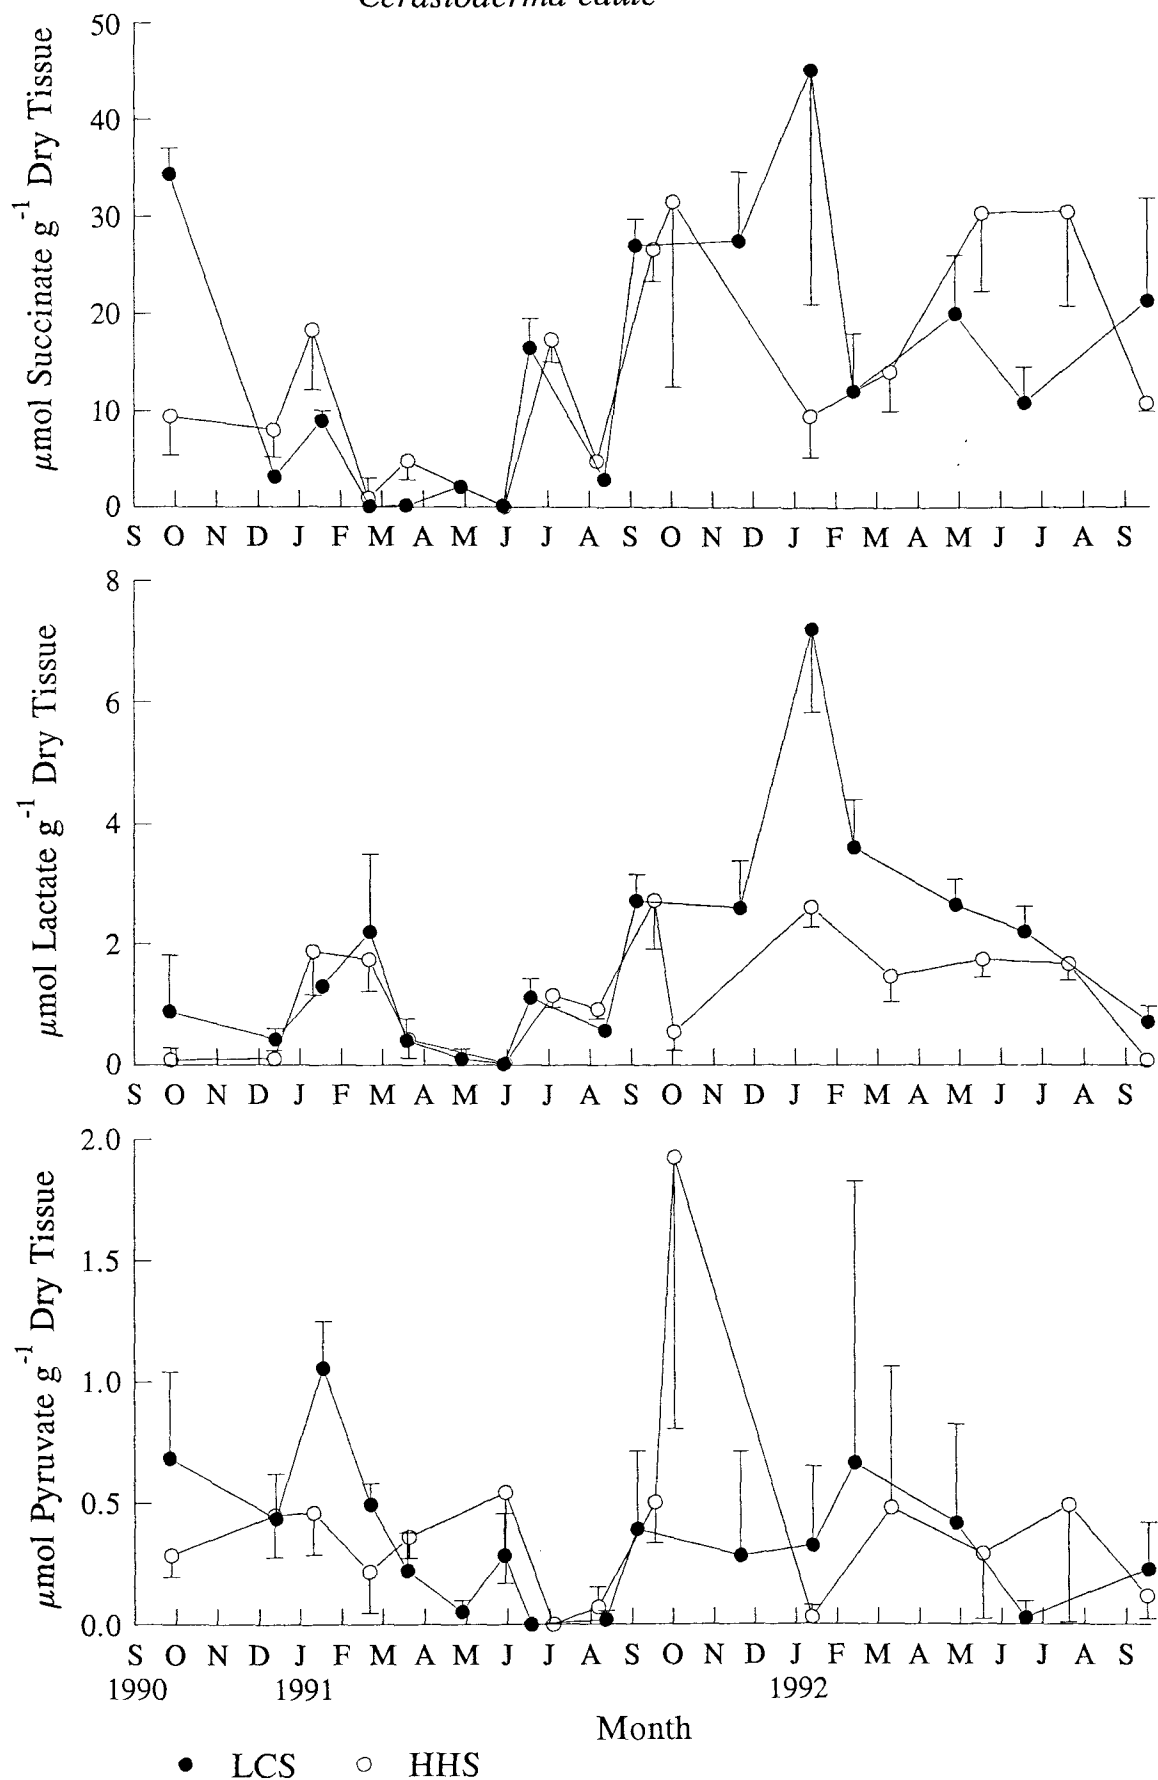 Cerastoderma edule
50
40
30
20
10
0
µmol Succinate g⁻¹ Dry Tissue
S O N D J F M A M J J A S O N D J F M A M J J A S
8
6
4
2
0
µmol Lactate g⁻¹ Dry Tissue
S O N D J F M A M J J A S O N D J F M A M J J A S
2.0
1.5
1.0
0.5
0.0
µmol Pyruvate g⁻¹ Dry Tissue
S O N D J F M A M J J A S O N D J F M A M J J A S
1990 1991 1992
Month
LCS HHS